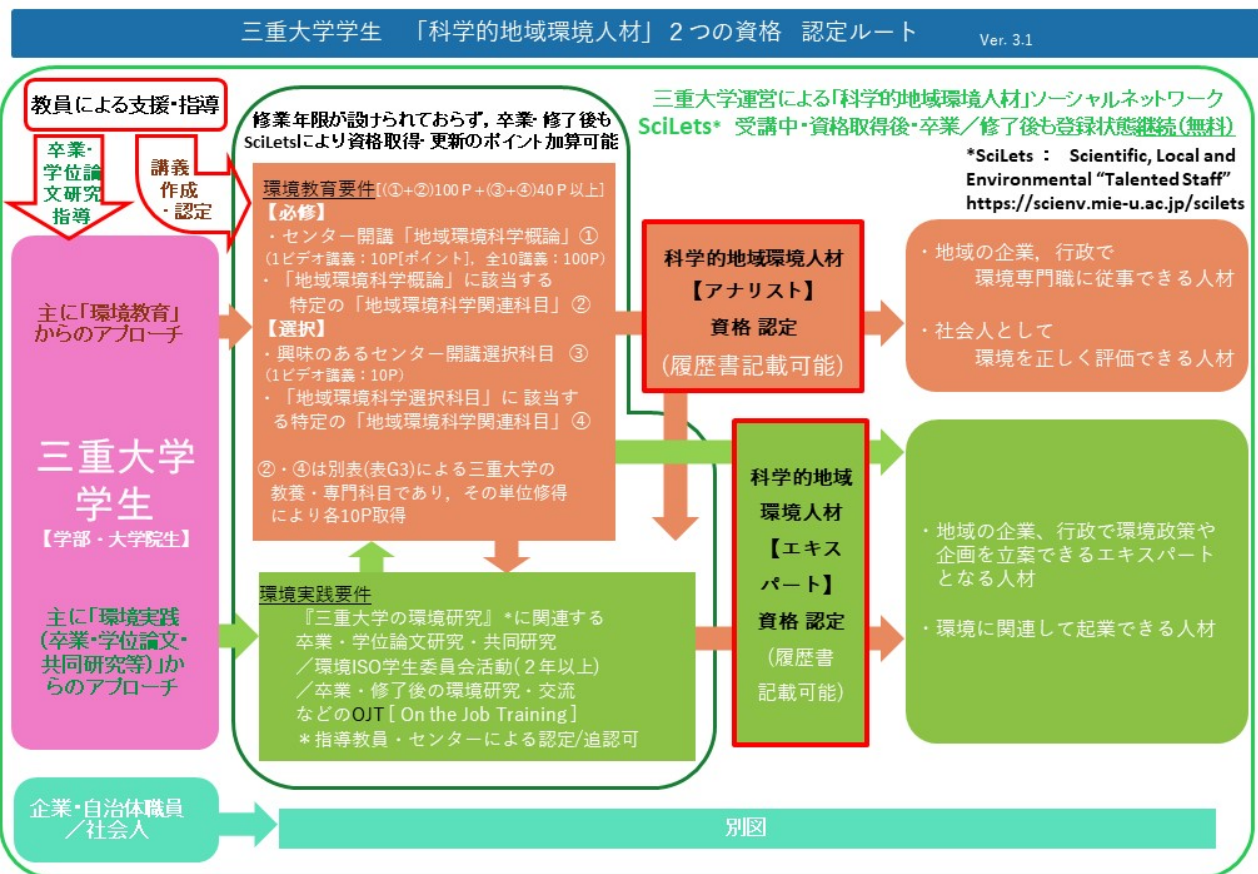 三重大学学生 「科学的地域環境人材」２つの資格 認定ルート Ver. 3.1
教員による支援・指導
卒業・
学位論
文研究
指導
講義
作成
・認定
修業年限が設けられておらず，卒業・修了後も
SciLetsにより資格取得・更新のポイント加算可能
三重大学運営による「科学的地域環境人材」ソーシャルネットワーク
SciLets* 受講中・資格取得後・卒業／修了後も登録状態継続(無料)
*SciLets ： Scientific, Local and
Environmental “Talented Staff”
https://scienv.mie-u.ac.jp/scilets
主に「環境教育」
からのアプローチ
三重大学
学生
【学部・大学院生】
主に「環境実践
(卒業・学位論文・
共同研究等)」か
らのアプローチ
環境教育要件[(①+②)100Ｐ+(③+④)40Ｐ以上]
【必修】
・センター開講「地域環境科学概論」①
(1ビデオ講義：10P[ポイント]，全10講義：100P)
・「地域環境科学概論」に該当する
特定の「地域環境科学関連科目」②
【選択】
・興味のあるセンター開講選択科目 ③
(1ビデオ講義：10P)
・「地域環境科学選択科目」に 該当す
る特定の「地域環境科学関連科目」④
②・④は別表(表G3)による三重大学の
教養・専門科目であり，その単位修得
により各10P取得
環境実践要件
『三重大学の環境研究』*に関連する
卒業・学位論文研究・共同研究
／環境ISO学生委員会活動(２年以上)
／卒業・修了後の環境研究・交流
などのOJT [ On the Job Training ]
＊指導教員・センターによる認定/追認可
科学的地域環境人材
【アナリスト】
資格 認定
(履歴書記載可能)
・地域の企業，行政で
環境専門職に従事できる人材
・社会人として
環境を正しく評価できる人材
科学的地域
環境人材
【エキス
パート】
資格 認定
(履歴書
記載可能)
・地域の企業、行政で環境政策や
企画を立案できるエキスパート
となる人材
・環境に関連して起業できる人材
企業・自治体職員
／社会人
別図